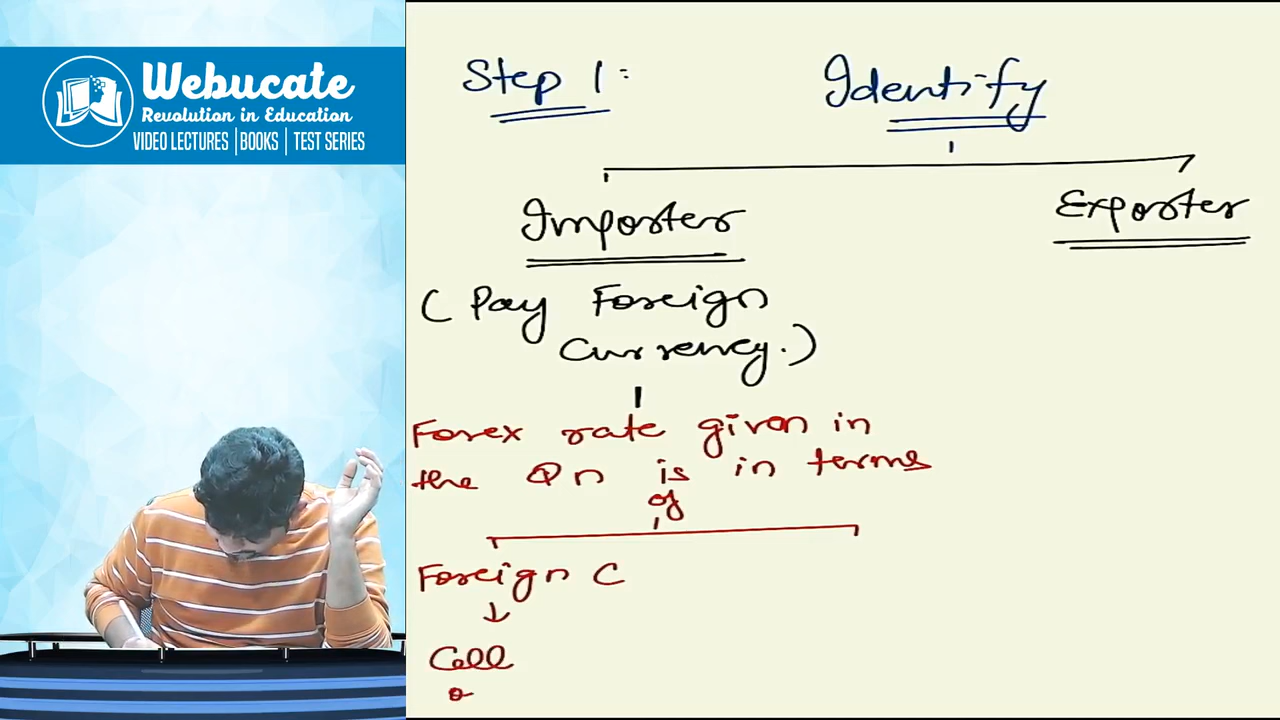 Webucate
Revolution in Education
VIDEO LECTURES | BOOKS | TEST SERIES
Step 1: Identify
Importer Exporter
(Pay Foreign
Currency.)
Forex rate given in
the Qn is in terms
of
Foreign C
Call
o